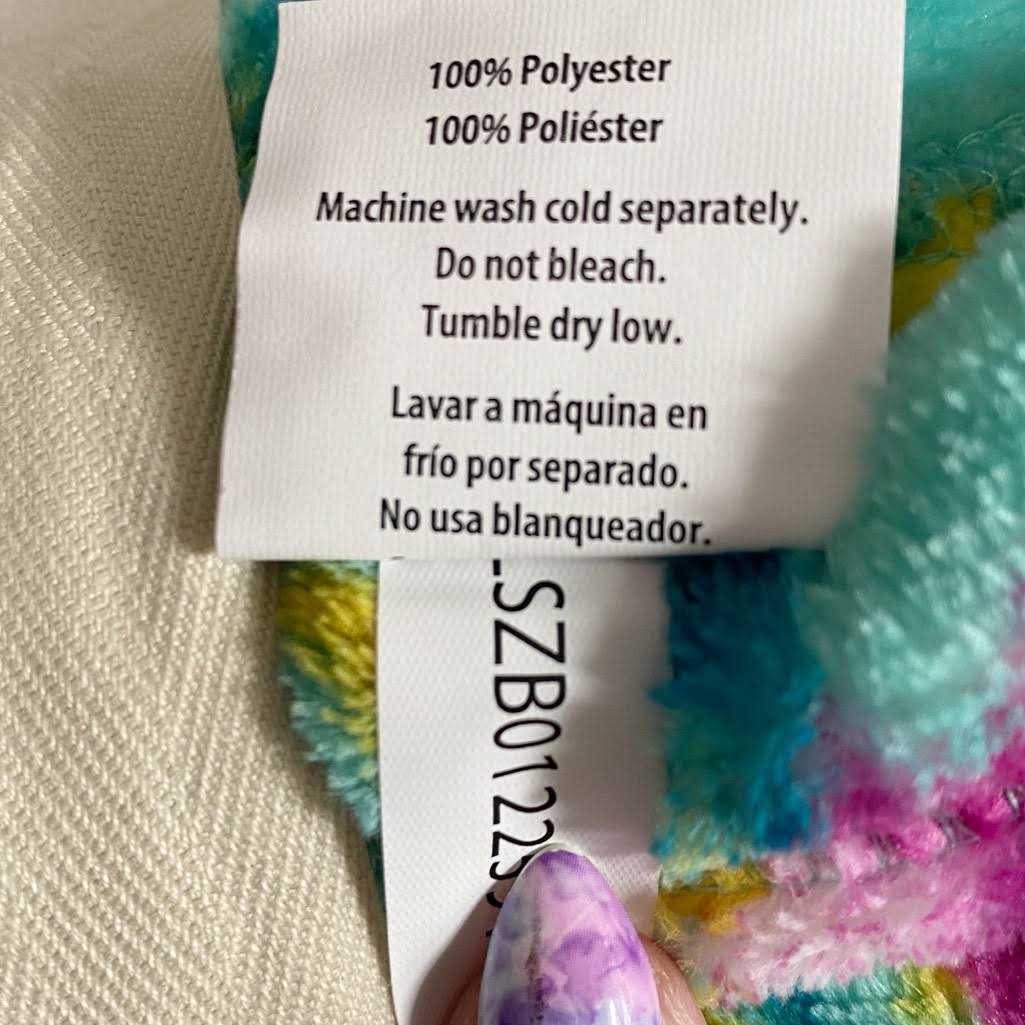 100% Polyester
100% Poliéster
Machine wash cold separately.
Do not bleach.
Tumble dry low.
Lavar a máquina en
frío por separado.
No usa blanqueador.